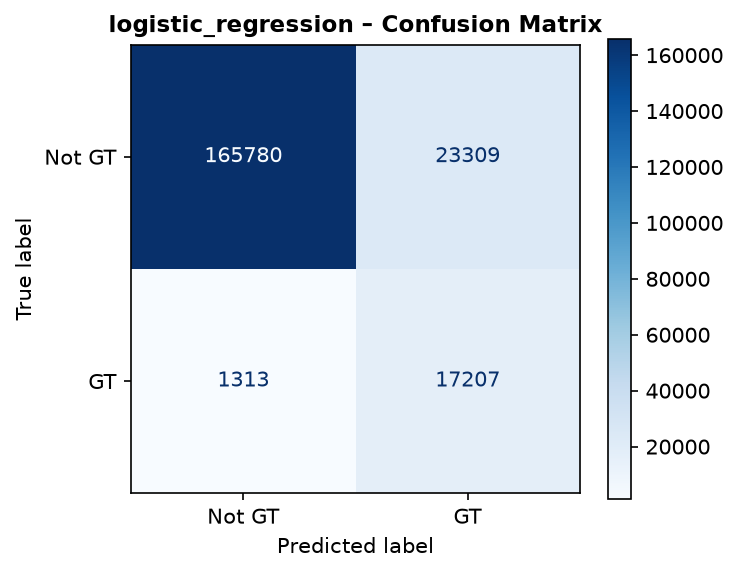 logistic_regression – Confusion Matrix
True label
Not GT
GT
165780
23309
1313
17207
Not GT
GT
Predicted label
160000
140000
120000
100000
80000
60000
40000
20000